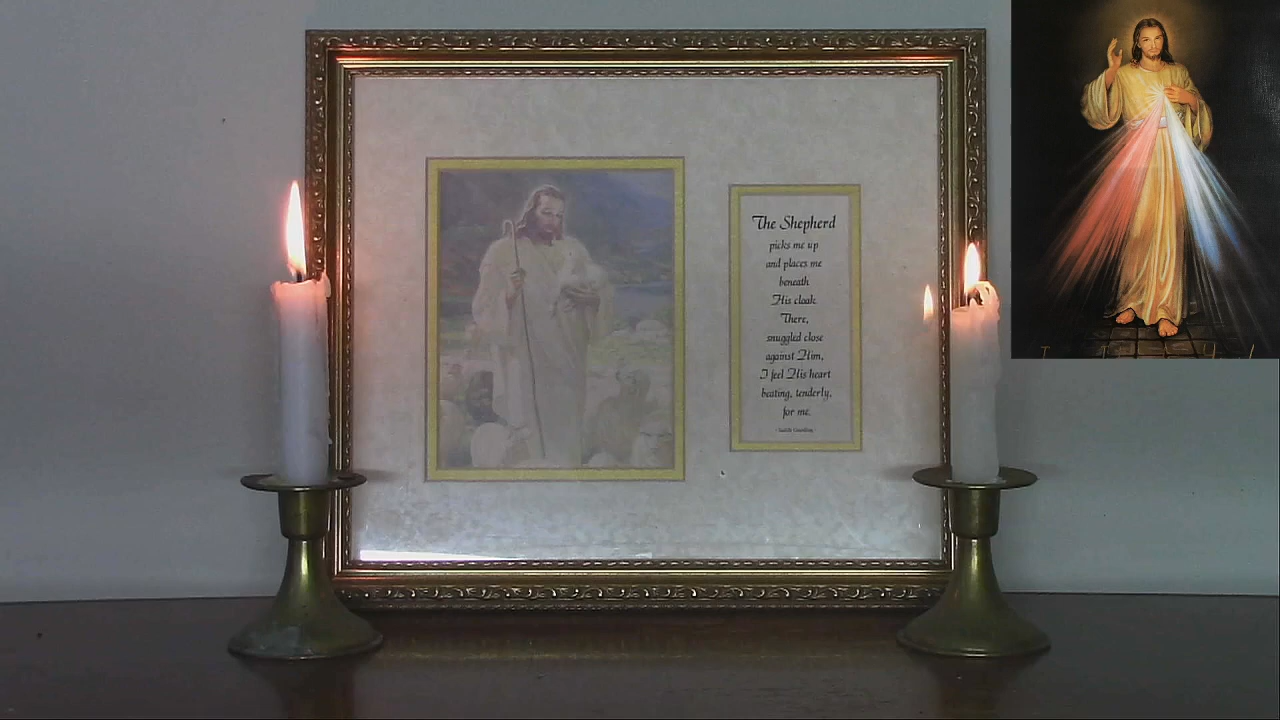 The Shepherd
picks me up
and places me
beneath
His cloak
There,
snuggled close
against Him,
I feel His heart
beating, tenderly,
for me.